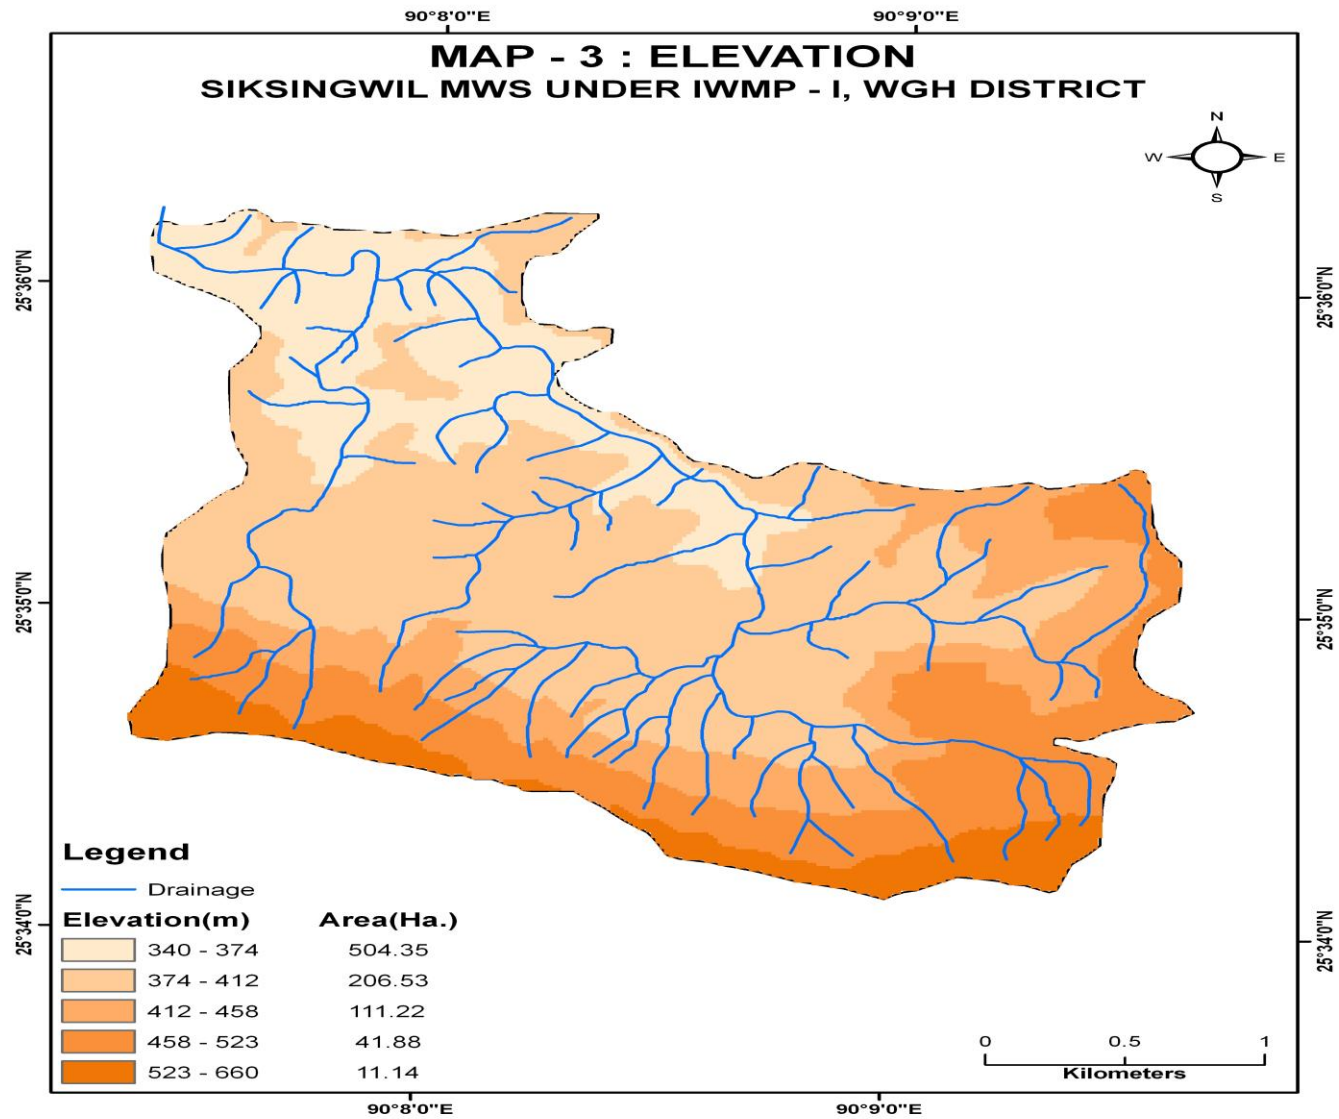 90°8'0"E 90°9'0"E
MAP - 3 : ELEVATION
SIKSINGWIL MWS UNDER IWMP - I, WGH DISTRICT
N
W E
S
25°36'0"N 25°36'0"N
25°35'0"N 25°35'0"N
25°34'0"N 25°34'0"N
Legend
Drainage
Elevation(m) Area(Ha.)
340 - 374 504.35
374 - 412 206.53
412 - 458 111.22
458 - 523 41.88
523 - 660 11.14
0 0.5 1
Kilometers
90°8'0"E 90°9'0"E